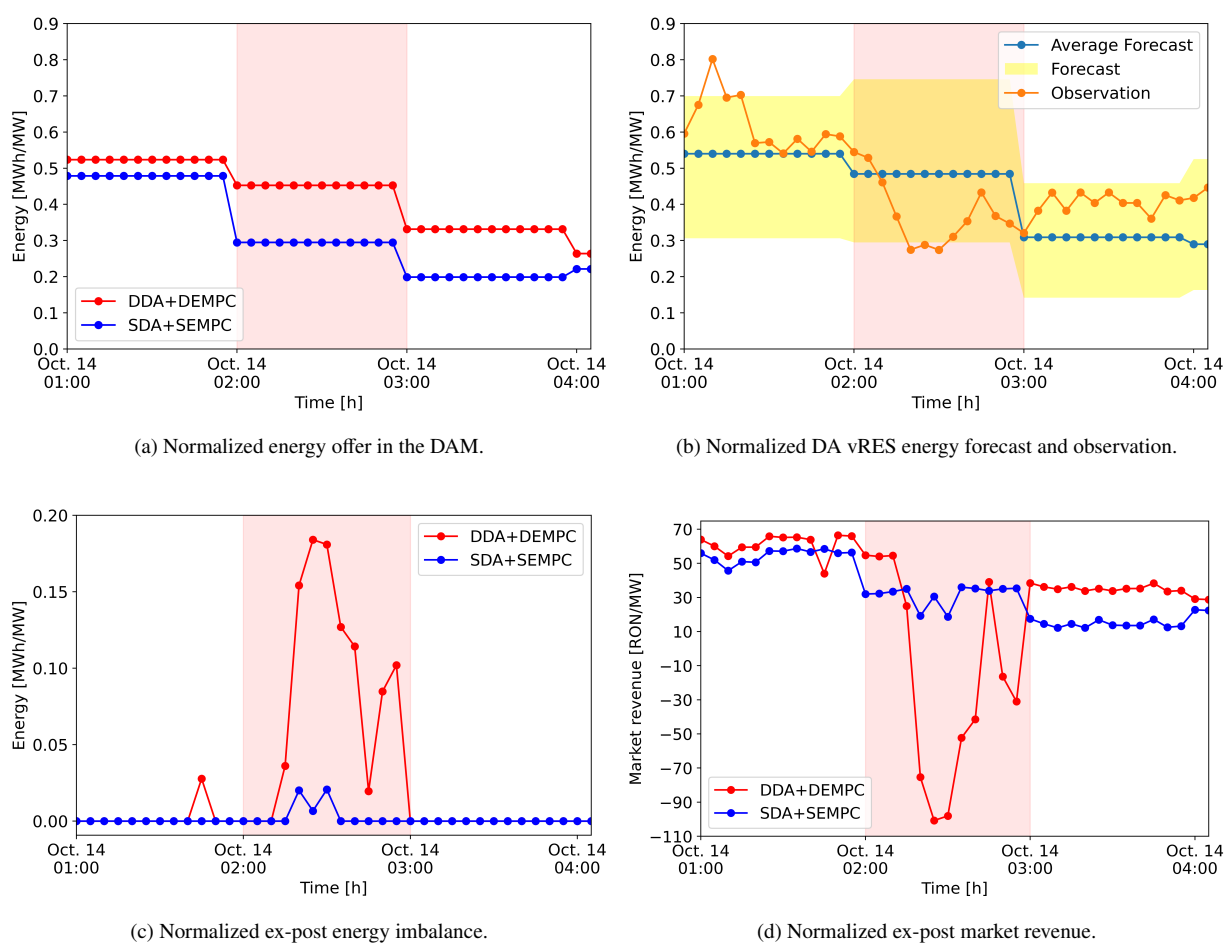 0.9
0.8
0.7
0.6
0.5
0.4
0.3
0.2
0.1
0.0
Energy [MWh/MW]
DDA+DEMPC
SDA+SEMPC
Oct. 14
01:00
Oct. 14
02:00
Oct. 14
03:00
Oct. 14
04:00
Time [h]
(a) Normalized energy offer in the DAM.
0.9
0.8
0.7
0.6
0.5
0.4
0.3
0.2
0.1
0.0
Energy [MWh/MW]
Average Forecast
Forecast
Observation
Oct. 14
01:00
Oct. 14
02:00
Oct. 14
03:00
Oct. 14
04:00
Time [h]
(b) Normalized DA vRES energy forecast and observation.
0.20
0.15
0.10
0.05
0.00
Energy [MWh/MW]
DDA+DEMPC
SDA+SEMPC
Oct. 14
01:00
Oct. 14
02:00
Oct. 14
03:00
Oct. 14
04:00
Time [h]
(c) Normalized ex-post energy imbalance.
70
50
30
10
−10
−30
−50
−70
−90
−110
Market revenue [RON/MW]
DDA+DEMPC
SDA+SEMPC
Oct. 14
01:00
Oct. 14
02:00
Oct. 14
03:00
Oct. 14
04:00
Time [h]
(d) Normalized ex-post market revenue.